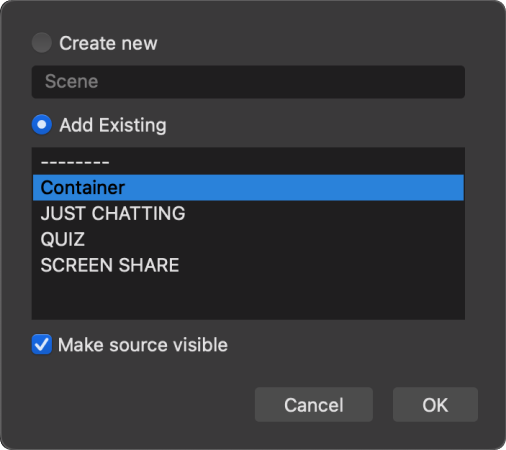 Create new
Scene
Add Existing
--------
Container
JUST CHATTING
QUIZ
SCREEN SHARE
Make source visible
Cancel OK